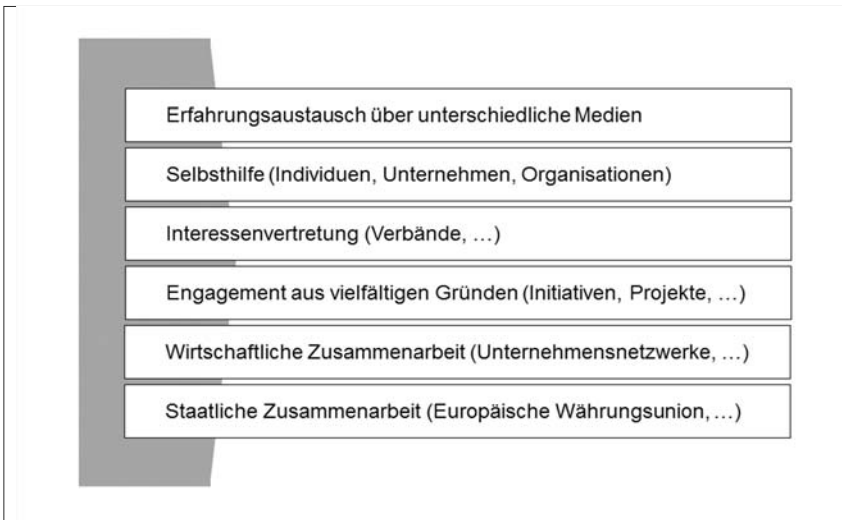 Erfahrungsaustausch über unterschiedliche Medien
Selbsthilfe (Individuen, Unternehmen, Organisationen)
Interessenvertretung (Verbände, …)
Engagement aus vielfältigen Gründen (Initiativen, Projekte, …)
Wirtschaftliche Zusammenarbeit (Unternehmensnetzwerke, …)
Staatliche Zusammenarbeit (Europäische Währungsunion, …)